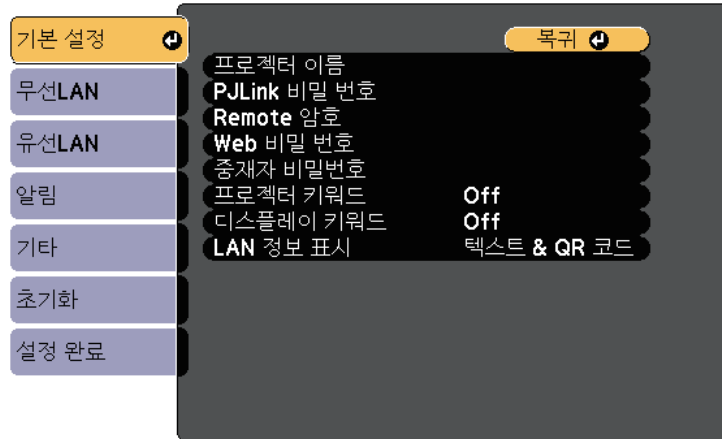 기본 설정
무선LAN
유선LAN
알림
기타
초기화
설정 완료
복귀
프로젝터 이름
PJLink 비밀 번호
Remote 암호
Web 비밀 번호
중재자 비밀번호
프로젝터 키워드 Off
디스플레이 키워드 Off
LAN 정보 표시 텍스트 & QR 코드